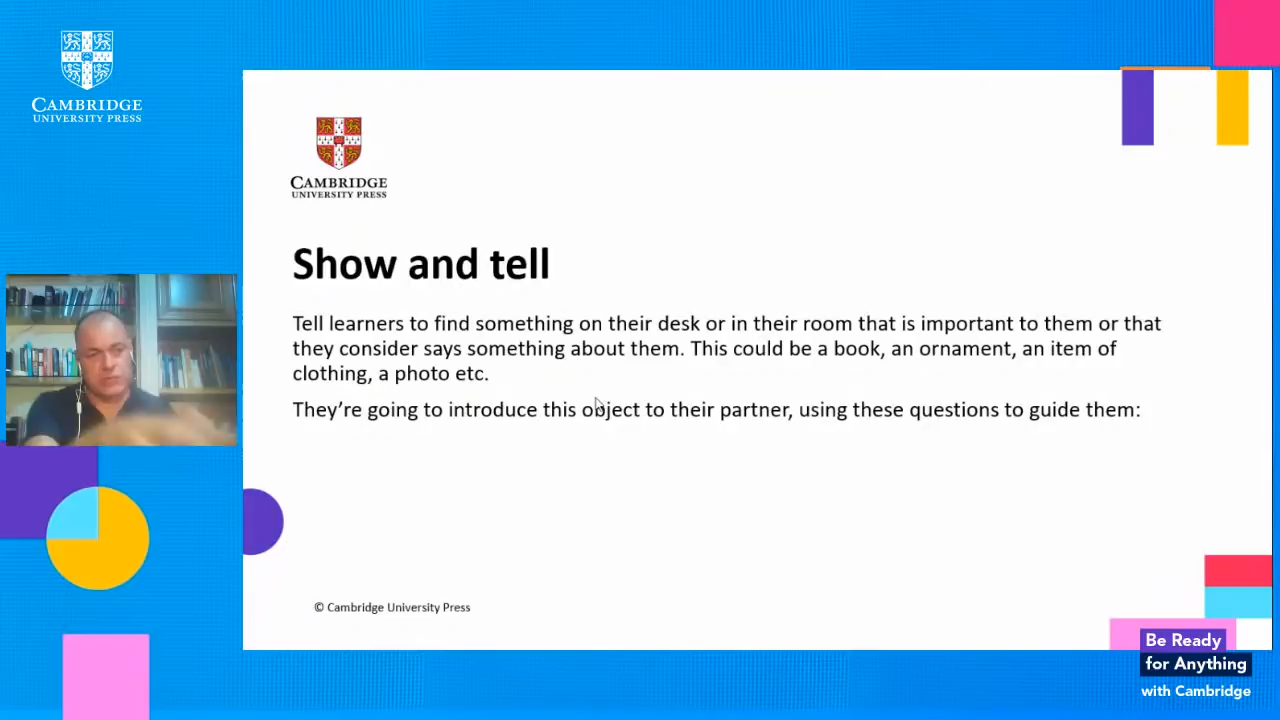 CAMBRIDGE
UNIVERSITY PRESS
CAMBRIDGE
UNIVERSITY PRESS
Show and tell
Tell learners to find something on their desk or in their room that is important to them or that
they consider says something about them. This could be a book, an ornament, an item of
clothing, a photo etc.
They’re going to introduce this object to their partner, using these questions to guide them:
© Cambridge University Press
Be Ready
for Anything
with Cambridge